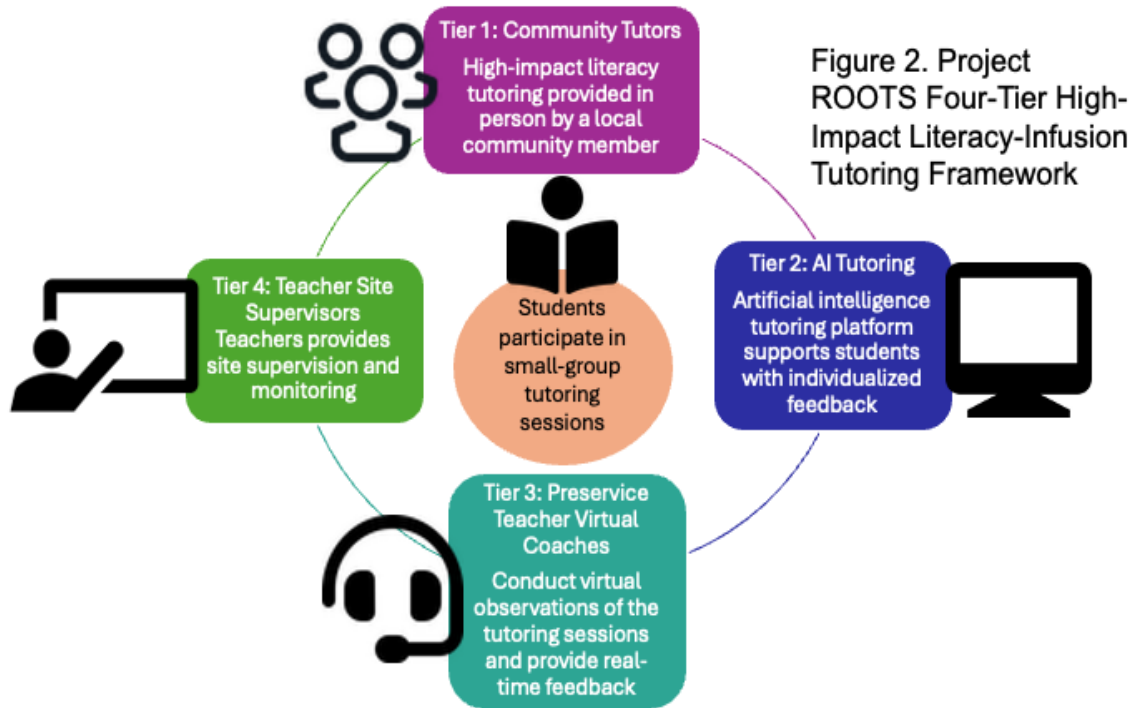 Tier 1: Community Tutors
High-impact literacy
tutoring provided in
person by a local
community member
Figure 2. Project
ROOTS Four-Tier High-
Impact Literacy-Infusion
Tutoring Framework
Tier 2: AI Tutoring
Artificial intelligence
tutoring platform
supports students
with individualized
feedback
Tier 3: Preservice
Teacher Virtual
Coaches
Conduct virtual
observations of the
tutoring sessions
and provide real-
time feedback
Tier 4: Teacher Site
Supervisors
Teachers provides
site supervision and
monitoring
Students
participate in
small-group
tutoring
sessions